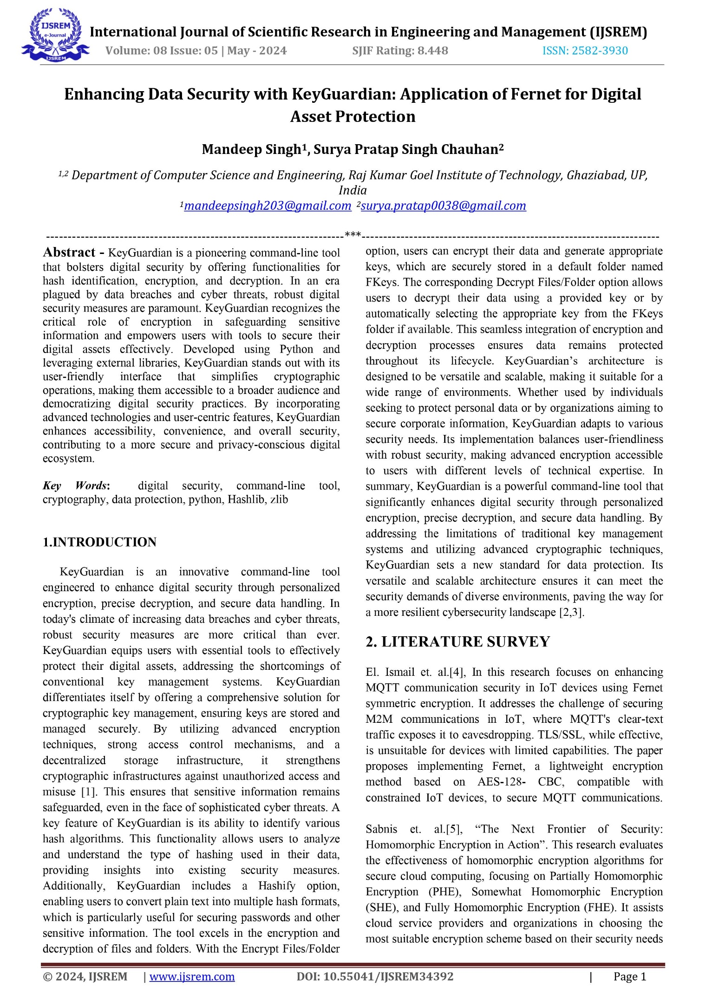 IJSREM
e-Journal
IJSREM
International Journal of Scientific Research in Engineering and Management (IJSREM)
Volume: 08 Issue: 05 | May - 2024 SJIF Rating: 8.448 ISSN: 2582-3930
Enhancing Data Security with KeyGuardian: Application of Fernet for Digital
Asset Protection
Mandeep Singh¹, Surya Pratap Singh Chauhan²
¹,² Department of Computer Science and Engineering, Raj Kumar Goel Institute of Technology, Ghaziabad, UP,
India
¹mandeepsingh203@gmail.com ²surya.pratap0038@gmail.com
---------------------------------------------------------------------***---------------------------------------------------------------------
Abstract - KeyGuardian is a pioneering command-line tool
that bolsters digital security by offering functionalities for
hash identification, encryption, and decryption. In an era
plagued by data breaches and cyber threats, robust digital
security measures are paramount. KeyGuardian recognizes the
critical role of encryption in safeguarding sensitive
information and empowers users with tools to secure their
digital assets effectively. Developed using Python and
leveraging external libraries, KeyGuardian stands out with its
user-friendly interface that simplifies cryptographic
operations, making them accessible to a broader audience and
democratizing digital security practices. By incorporating
advanced technologies and user-centric features, KeyGuardian
enhances accessibility, convenience, and overall security,
contributing to a more secure and privacy-conscious digital
ecosystem.
Key Words: digital security, command-line tool,
cryptography, data protection, python, Hashlib, zlib
1.INTRODUCTION
KeyGuardian is an innovative command-line tool
engineered to enhance digital security through personalized
encryption, precise decryption, and secure data handling. In
today's climate of increasing data breaches and cyber threats,
robust security measures are more critical than ever.
KeyGuardian equips users with essential tools to effectively
protect their digital assets, addressing the shortcomings of
conventional key management systems. KeyGuardian
differentiates itself by offering a comprehensive solution for
cryptographic key management, ensuring keys are stored and
managed securely. By utilizing advanced encryption
techniques, strong access control mechanisms, and a
decentralized storage infrastructure, it strengthens
cryptographic infrastructures against unauthorized access and
misuse [1]. This ensures that sensitive information remains
safeguarded, even in the face of sophisticated cyber threats. A
key feature of KeyGuardian is its ability to identify various
hash algorithms. This functionality allows users to analyze
and understand the type of hashing used in their data,
providing insights into existing security measures.
Additionally, KeyGuardian includes a Hashify option,
enabling users to convert plain text into multiple hash formats,
which is particularly useful for securing passwords and other
sensitive information. The tool excels in the encryption and
decryption of files and folders. With the Encrypt Files/Folder
option, users can encrypt their data and generate appropriate
keys, which are securely stored in a default folder named
FKeys. The corresponding Decrypt Files/Folder option allows
users to decrypt their data using a provided key or by
automatically selecting the appropriate key from the FKeys
folder if available. This seamless integration of encryption and
decryption processes ensures data remains protected
throughout its lifecycle. KeyGuardian’s architecture is
designed to be versatile and scalable, making it suitable for a
wide range of environments. Whether used by individuals
seeking to protect personal data or by organizations aiming to
secure corporate information, KeyGuardian adapts to various
security needs. Its implementation balances user-friendliness
with robust security, making advanced encryption accessible
to users with different levels of technical expertise. In
summary, KeyGuardian is a powerful command-line tool that
significantly enhances digital security through personalized
encryption, precise decryption, and secure data handling. By
addressing the limitations of traditional key management
systems and utilizing advanced cryptographic techniques,
KeyGuardian sets a new standard for data protection. Its
versatile and scalable architecture ensures it can meet the
security demands of diverse environments, paving the way for
a more resilient cybersecurity landscape [2,3].
2. LITERATURE SURVEY
El. Ismail et. al.[4], In this research focuses on enhancing
MQTT communication security in IoT devices using Fernet
symmetric encryption. It addresses the challenge of securing
M2M communications in IoT, where MQTT's clear-text
traffic exposes it to eavesdropping. TLS/SSL, while effective,
is unsuitable for devices with limited capabilities. The paper
proposes implementing Fernet, a lightweight encryption
method based on AES-128- CBC, compatible with
constrained IoT devices, to secure MQTT communications.
Sabnis et. al.[5], “The Next Frontier of Security:
Homomorphic Encryption in Action”. This research evaluates
the effectiveness of homomorphic encryption algorithms for
secure cloud computing, focusing on Partially Homomorphic
Encryption (PHE), Somewhat Homomorphic Encryption
(SHE), and Fully Homomorphic Encryption (FHE). It assists
cloud service providers and organizations in choosing the
most suitable encryption scheme based on their security needs
© 2024, IJSREM | www.ijsrem.com DOI: 10.55041/IJSREM34392 | Page 1